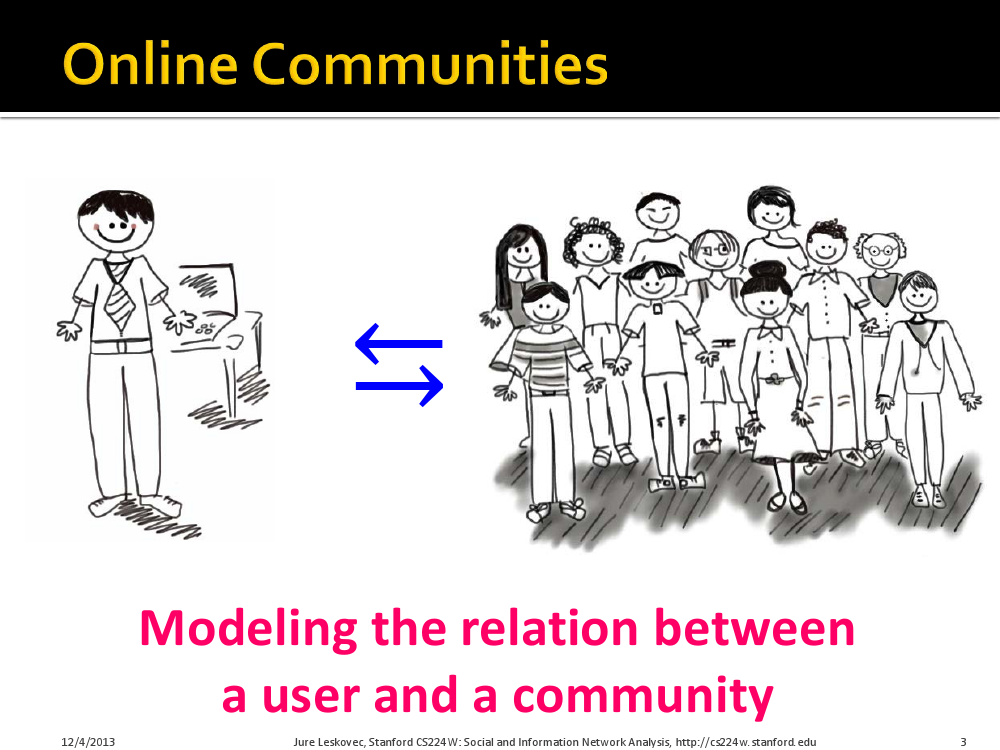 Online Communities
Modeling the relation between
a user and a community
12/4/2013
Jure Leskovec, Stanford CS224W: Social and Information Network Analysis, http://cs224w.stanford.edu
3